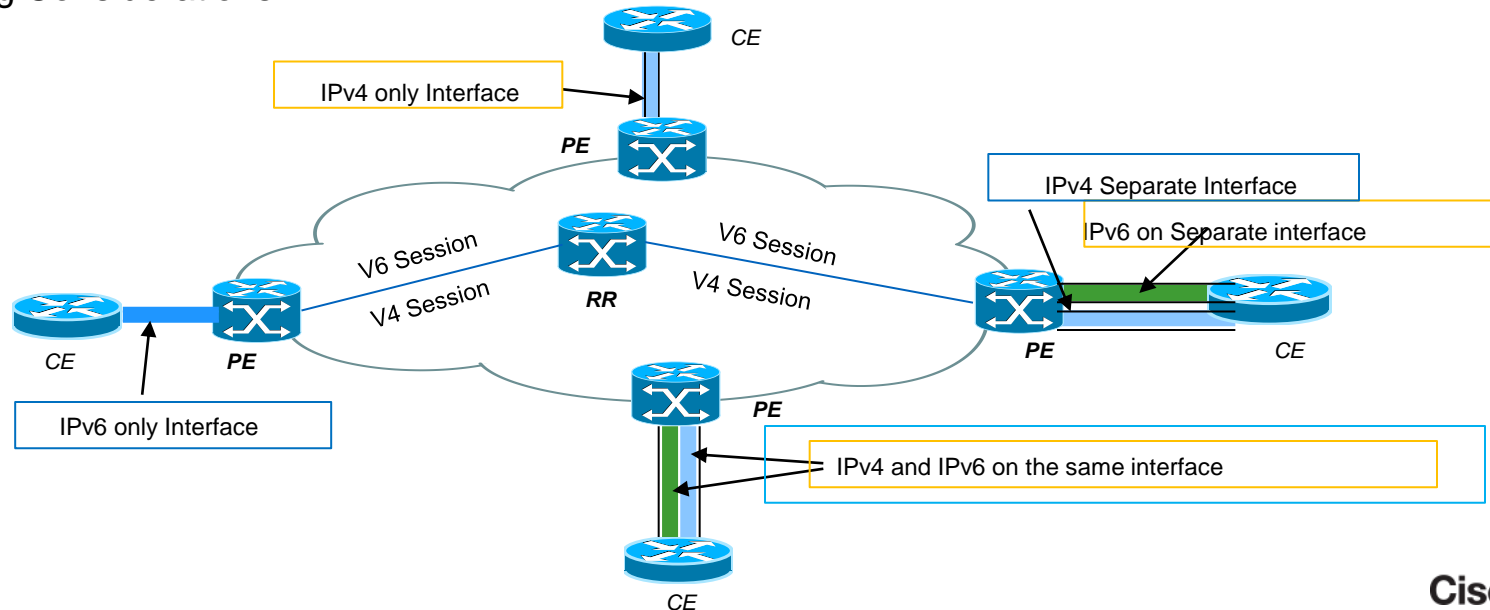 CE
IPv4 only Interface
PE
IPv4 Separate Interface
IPv6 on Separate interface
V6 Session
V4 Session
RR
V6 Session
V4 Session
CE
PE
PE
CE
IPv6 only Interface
PE
IPv4 and IPv6 on the same interface
CE